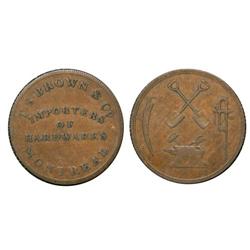 BROWN & Co
IMPORTERS
OF
HARDWARES
MONTREAL